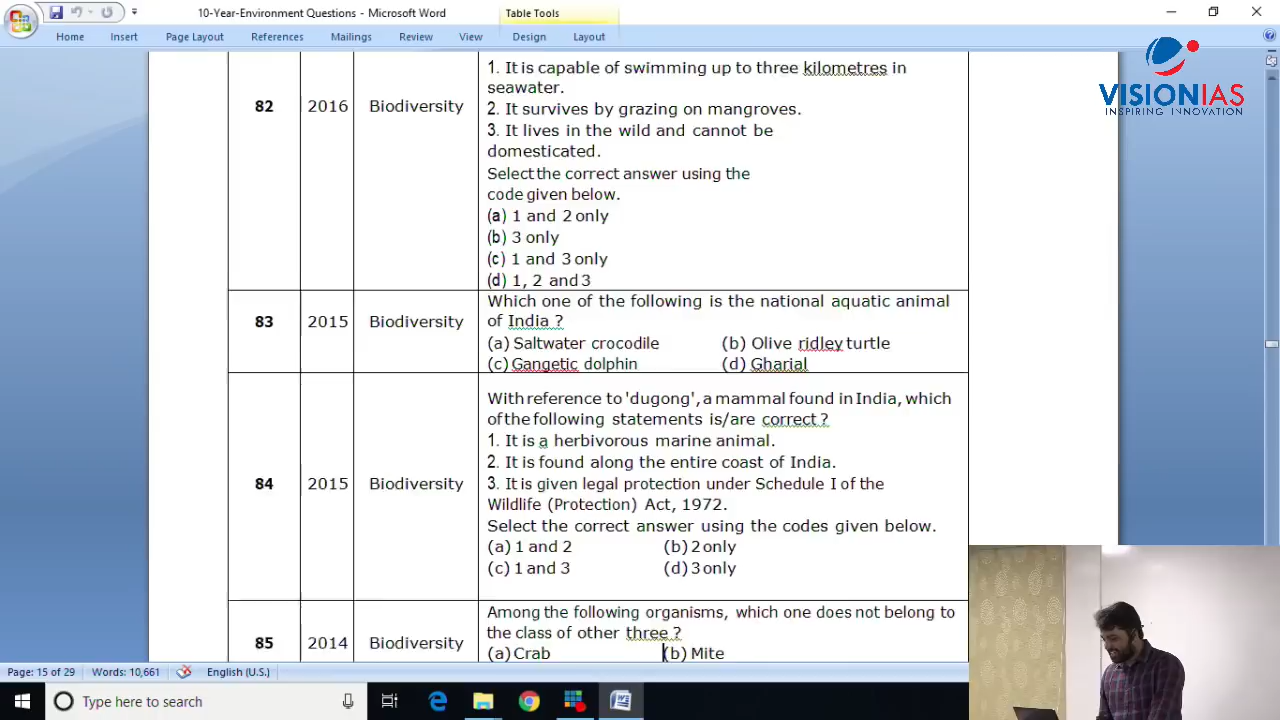 10-Year-Environment Questions - Microsoft Word
Table Tools
Home Insert Page Layout References Mailings Review View Design Layout
VISIONIAS
INSPIRING INNOVATION
82 2016 Biodiversity
1. It is capable of swimming up to three kilometres in
seawater.
2. It survives by grazing on mangroves.
3. It lives in the wild and cannot be
domesticated.
Select the correct answer using the
code given below.
(a) 1 and 2 only
(b) 3 only
(c) 1 and 3 only
(d) 1, 2 and 3
83 2015 Biodiversity
Which one of the following is the national aquatic animal
of India ?
(a) Saltwater crocodile (b) Olive ridley turtle
(c) Gangetic dolphin (d) Gharial
84 2015 Biodiversity
With reference to 'dugong', a mammal found in India, which
of the following statements is/are correct ?
1. It is a herbivorous marine animal.
2. It is found along the entire coast of India.
3. It is given legal protection under Schedule I of the
Wildlife (Protection) Act, 1972.
Select the correct answer using the codes given below.
(a) 1 and 2 (b) 2 only
(c) 1 and 3 (d) 3 only
85 2014 Biodiversity
Among the following organisms, which one does not belong to
the class of other three ?
(a) Crab (b) Mite
Page: 15 of 29 Words: 10,661 English (U.S.)
Type here to search